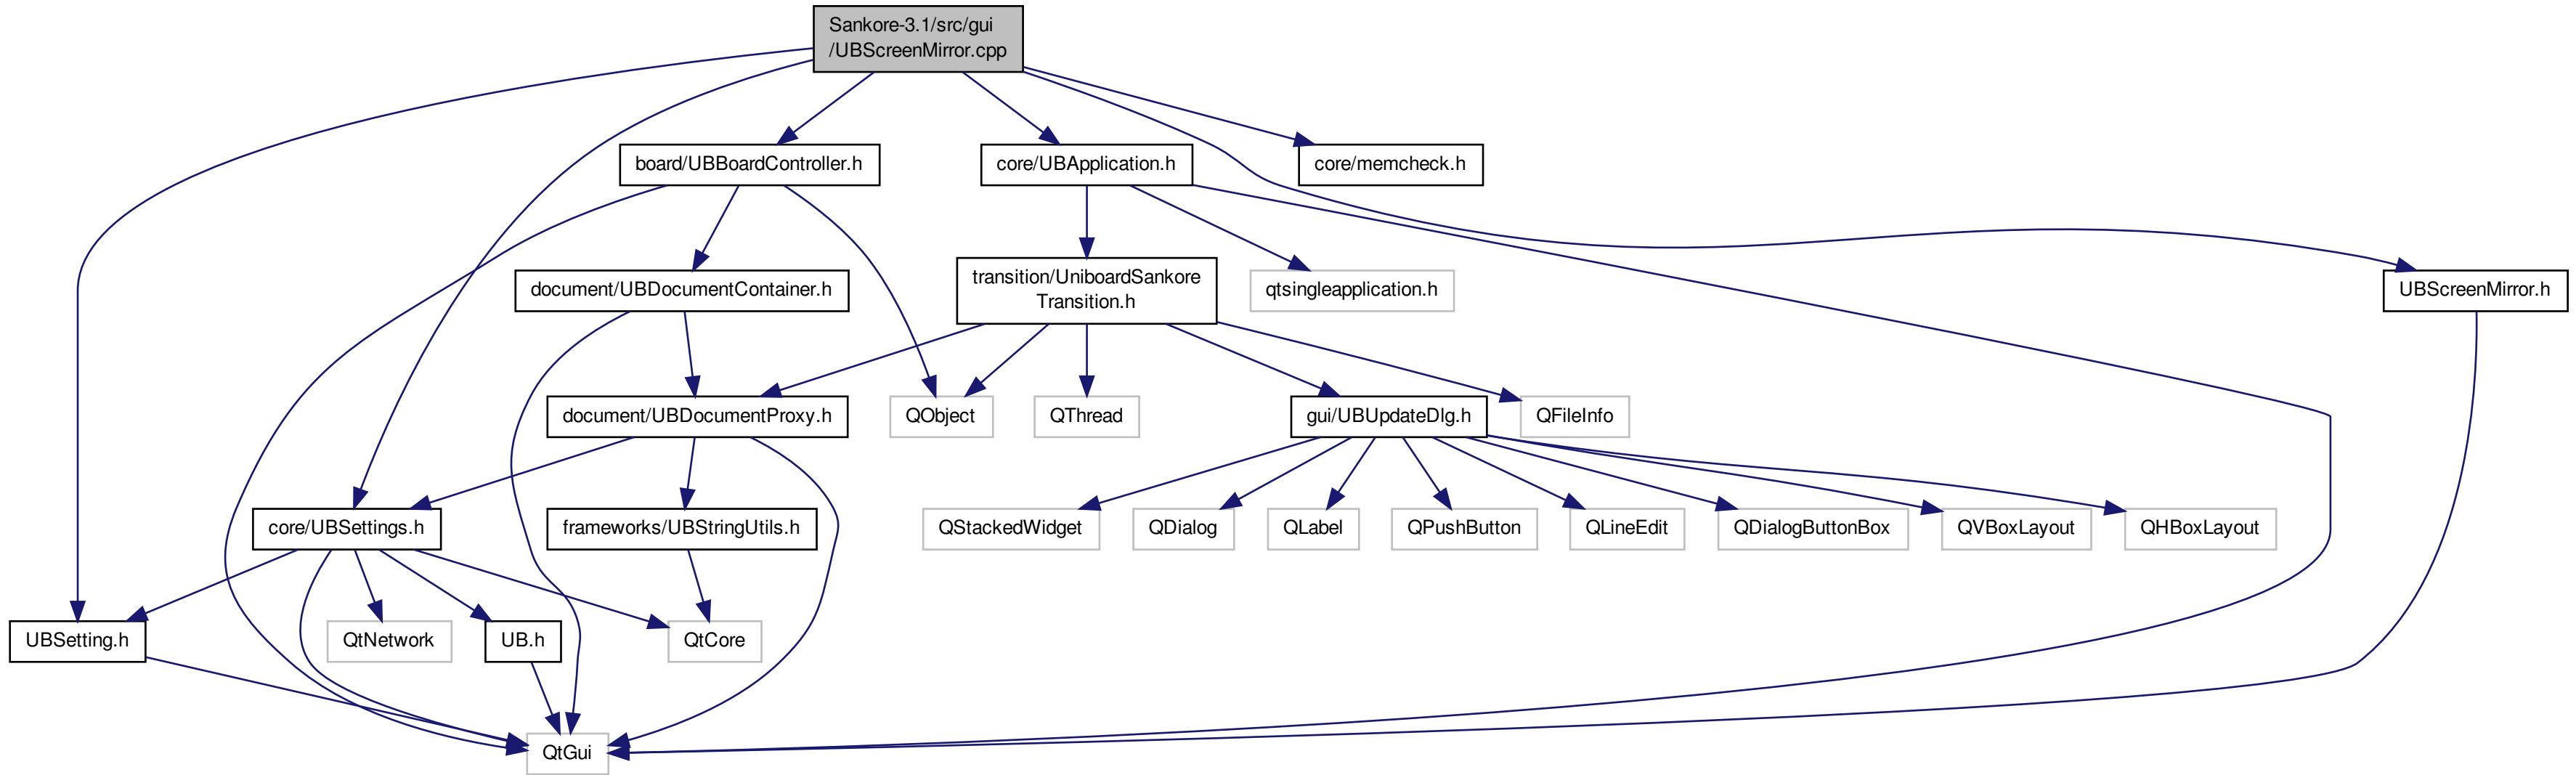 Sankore-3.1/src/gui
/UBScreenMirror.cpp
board/UBBoardController.h
core/UBApplication.h
core/memcheck.h
document/UBDocumentContainer.h
transition/UniboardSankore
Transition.h
qtsingleapplication.h
UBScreenMirror.h
document/UBDocumentProxy.h
QObject
QThread
gui/UBUpdateDlg.h
QFileInfo
core/UBSettings.h
frameworks/UBStringUtils.h
QStackedWidget
QDialog
QLabel
QPushButton
QLineEdit
QDialogButtonBox
QVBoxLayout
QHBoxLayout
UBSetting.h
QtNetwork
UB.h
QtCore
QtGui